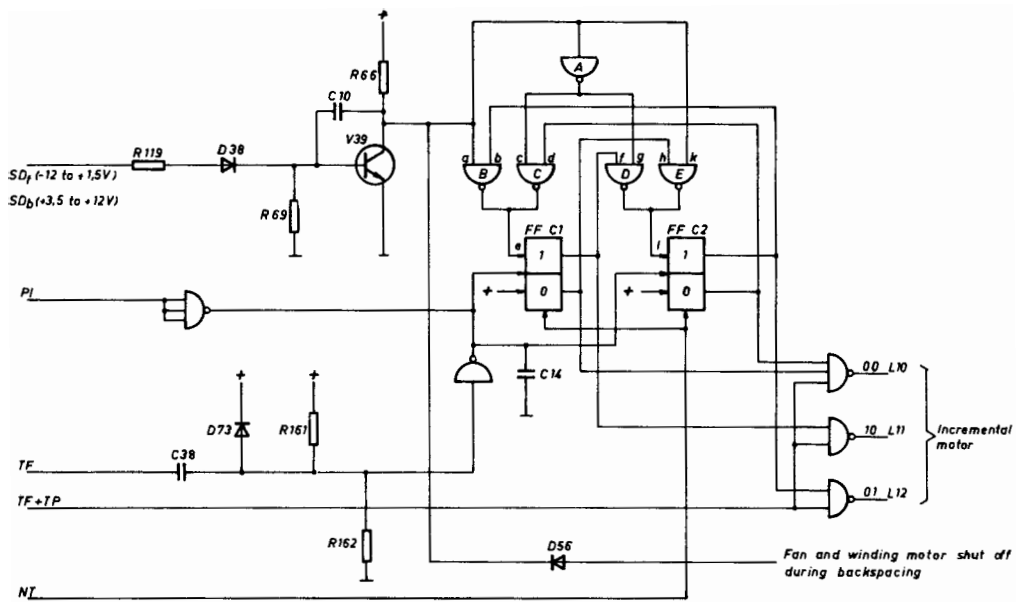 +
R66
A
C10
V39
R119
D38
a
b
c
d
f
g
h
k
B
C
D
E
SDf (-12 to +1,5V)
SDb (+3,5 to +12V)
R69
FF C1
FF C2
e
1
l
1
PI
+
0
+
0
C14
00 L10
+
+
D73
R161
10 L11
Incremental
motor
C38
TF
01 L12
TF+TP
R162
D56
Fan and winding motor shut off
during backspacing
NT